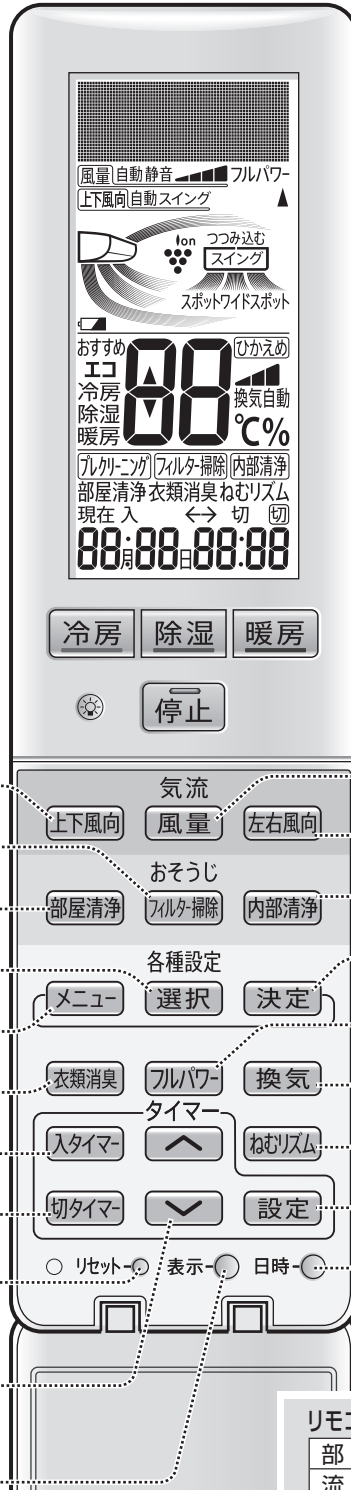 風量 自動 静音 フルパワー
上下風向 自動 スイング
ion つつみ込む
スイング
スポットワイドスポット
おすすめ ひかえめ
エコ 88
冷房 換気自動
除湿 ℃%
暖房
プレクリーニング フィルター掃除 内部清浄
部屋清浄 衣類消臭 ねむリズム
現在 入 ↔ 切 切
88:88月88:88日
冷房 除湿 暖房
停止
気流
上下風向 風量 左右風向
おそうじ
部屋清浄 フィルター掃除 内部清浄
各種設定
メニュー 選択 決定
衣類消臭 フルパワー 換気
タイマー
入タイマー ねむリズム
切タイマー 設定
リセット 表示 日時
リモコ
部
流